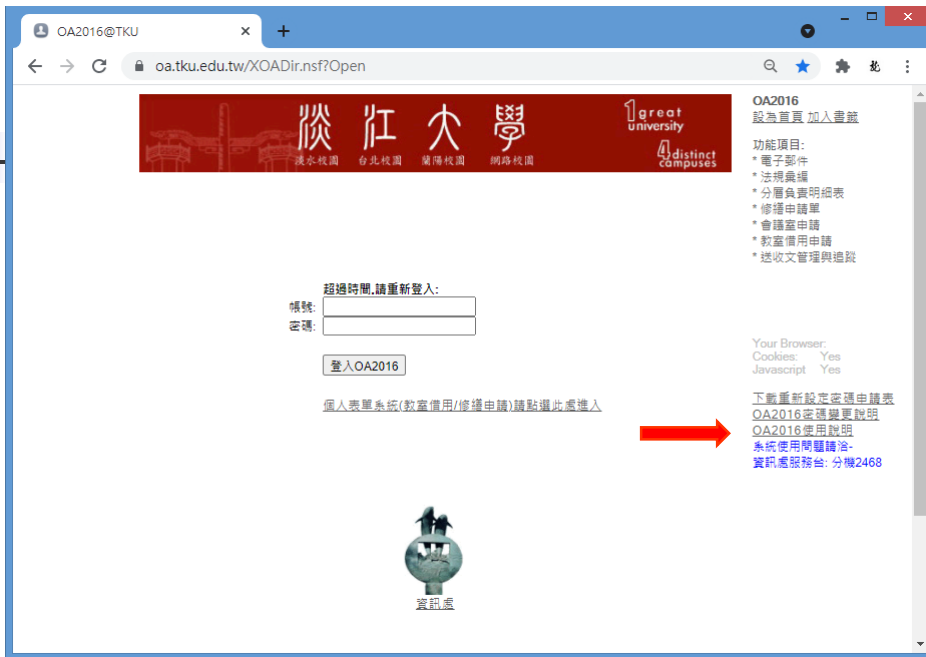 OA2016@TKU
oa.tku.edu.tw/XOADir.nsf?Open
淡江大學
淡水校園 台北校園 蘭陽校園 網路校園
1 great
university
4 distinct
campuses
OA2016
設為首頁 加入書籤
功能項目:
* 電子郵件
* 法規彙編
* 分層負責明細表
* 修繕申請單
* 會議室申請
* 教室借用申請
* 送收文管理與追蹤
超過時間,請重新登入:
帳號:
密碼:
登入OA2016
個人表單系統(教室借用/修繕申請)請點選此處進入
Your Browser:
Cookies: Yes
Javascript Yes
下載重新設定密碼申請表
OA2016密碼變更說明
OA2016使用說明
系統使用問題請洽-
資訊處服務台: 分機2468
資訊處